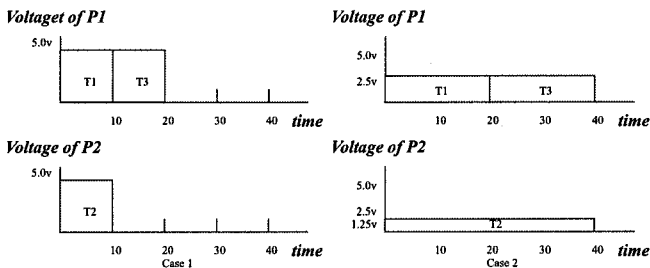 Voltaget of P1
5.0v
T1
T3
10
20
30
40
time
Voltage of P1
5.0v
2.5v
T1
T3
10
20
30
40
time
Voltage of P2
5.0v
T2
10
20
30
40
time
Case 1
Voltage of P2
5.0v
2.5v
1.25v
T2
10
20
30
40
time
Case 2